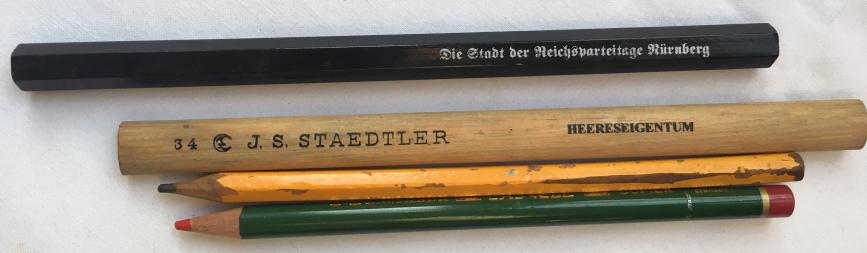 Die Stadt der Reichsparteitage Nürnberg
34 J. S. STAEDTLER HEERESEIGENTUM